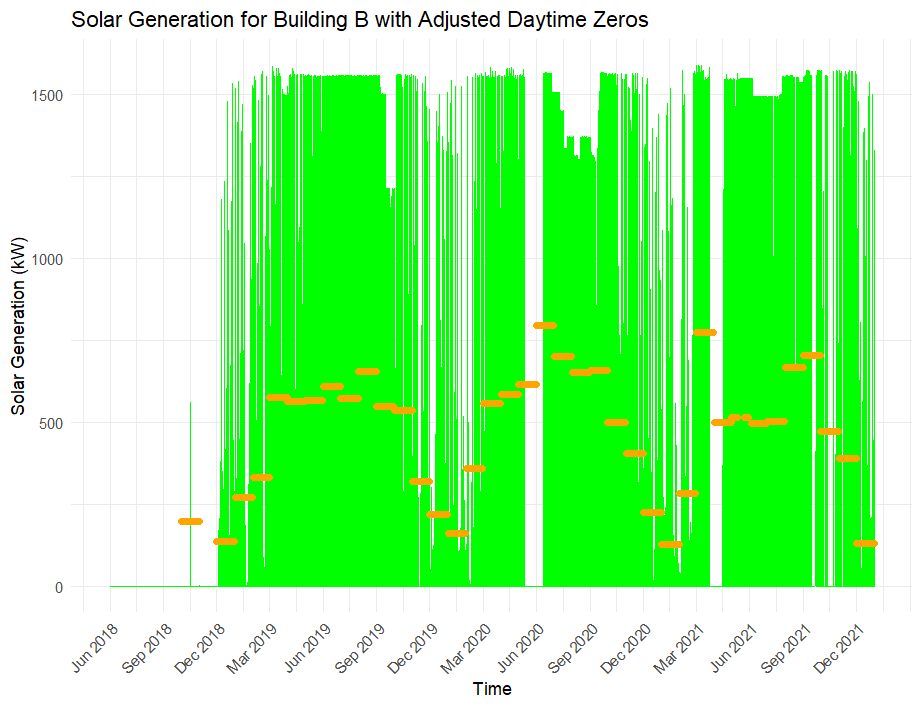 Solar Generation for Building B with Adjusted Daytime Zeros
Solar Generation (kW)
1500
1000
500
0
Jun 2018
Sep 2018
Dec 2018
Mar 2019
Jun 2019
Sep 2019
Dec 2019
Mar 2020
Jun 2020
Sep 2020
Dec 2020
Mar 2021
Jun 2021
Sep 2021
Dec 2021
Time